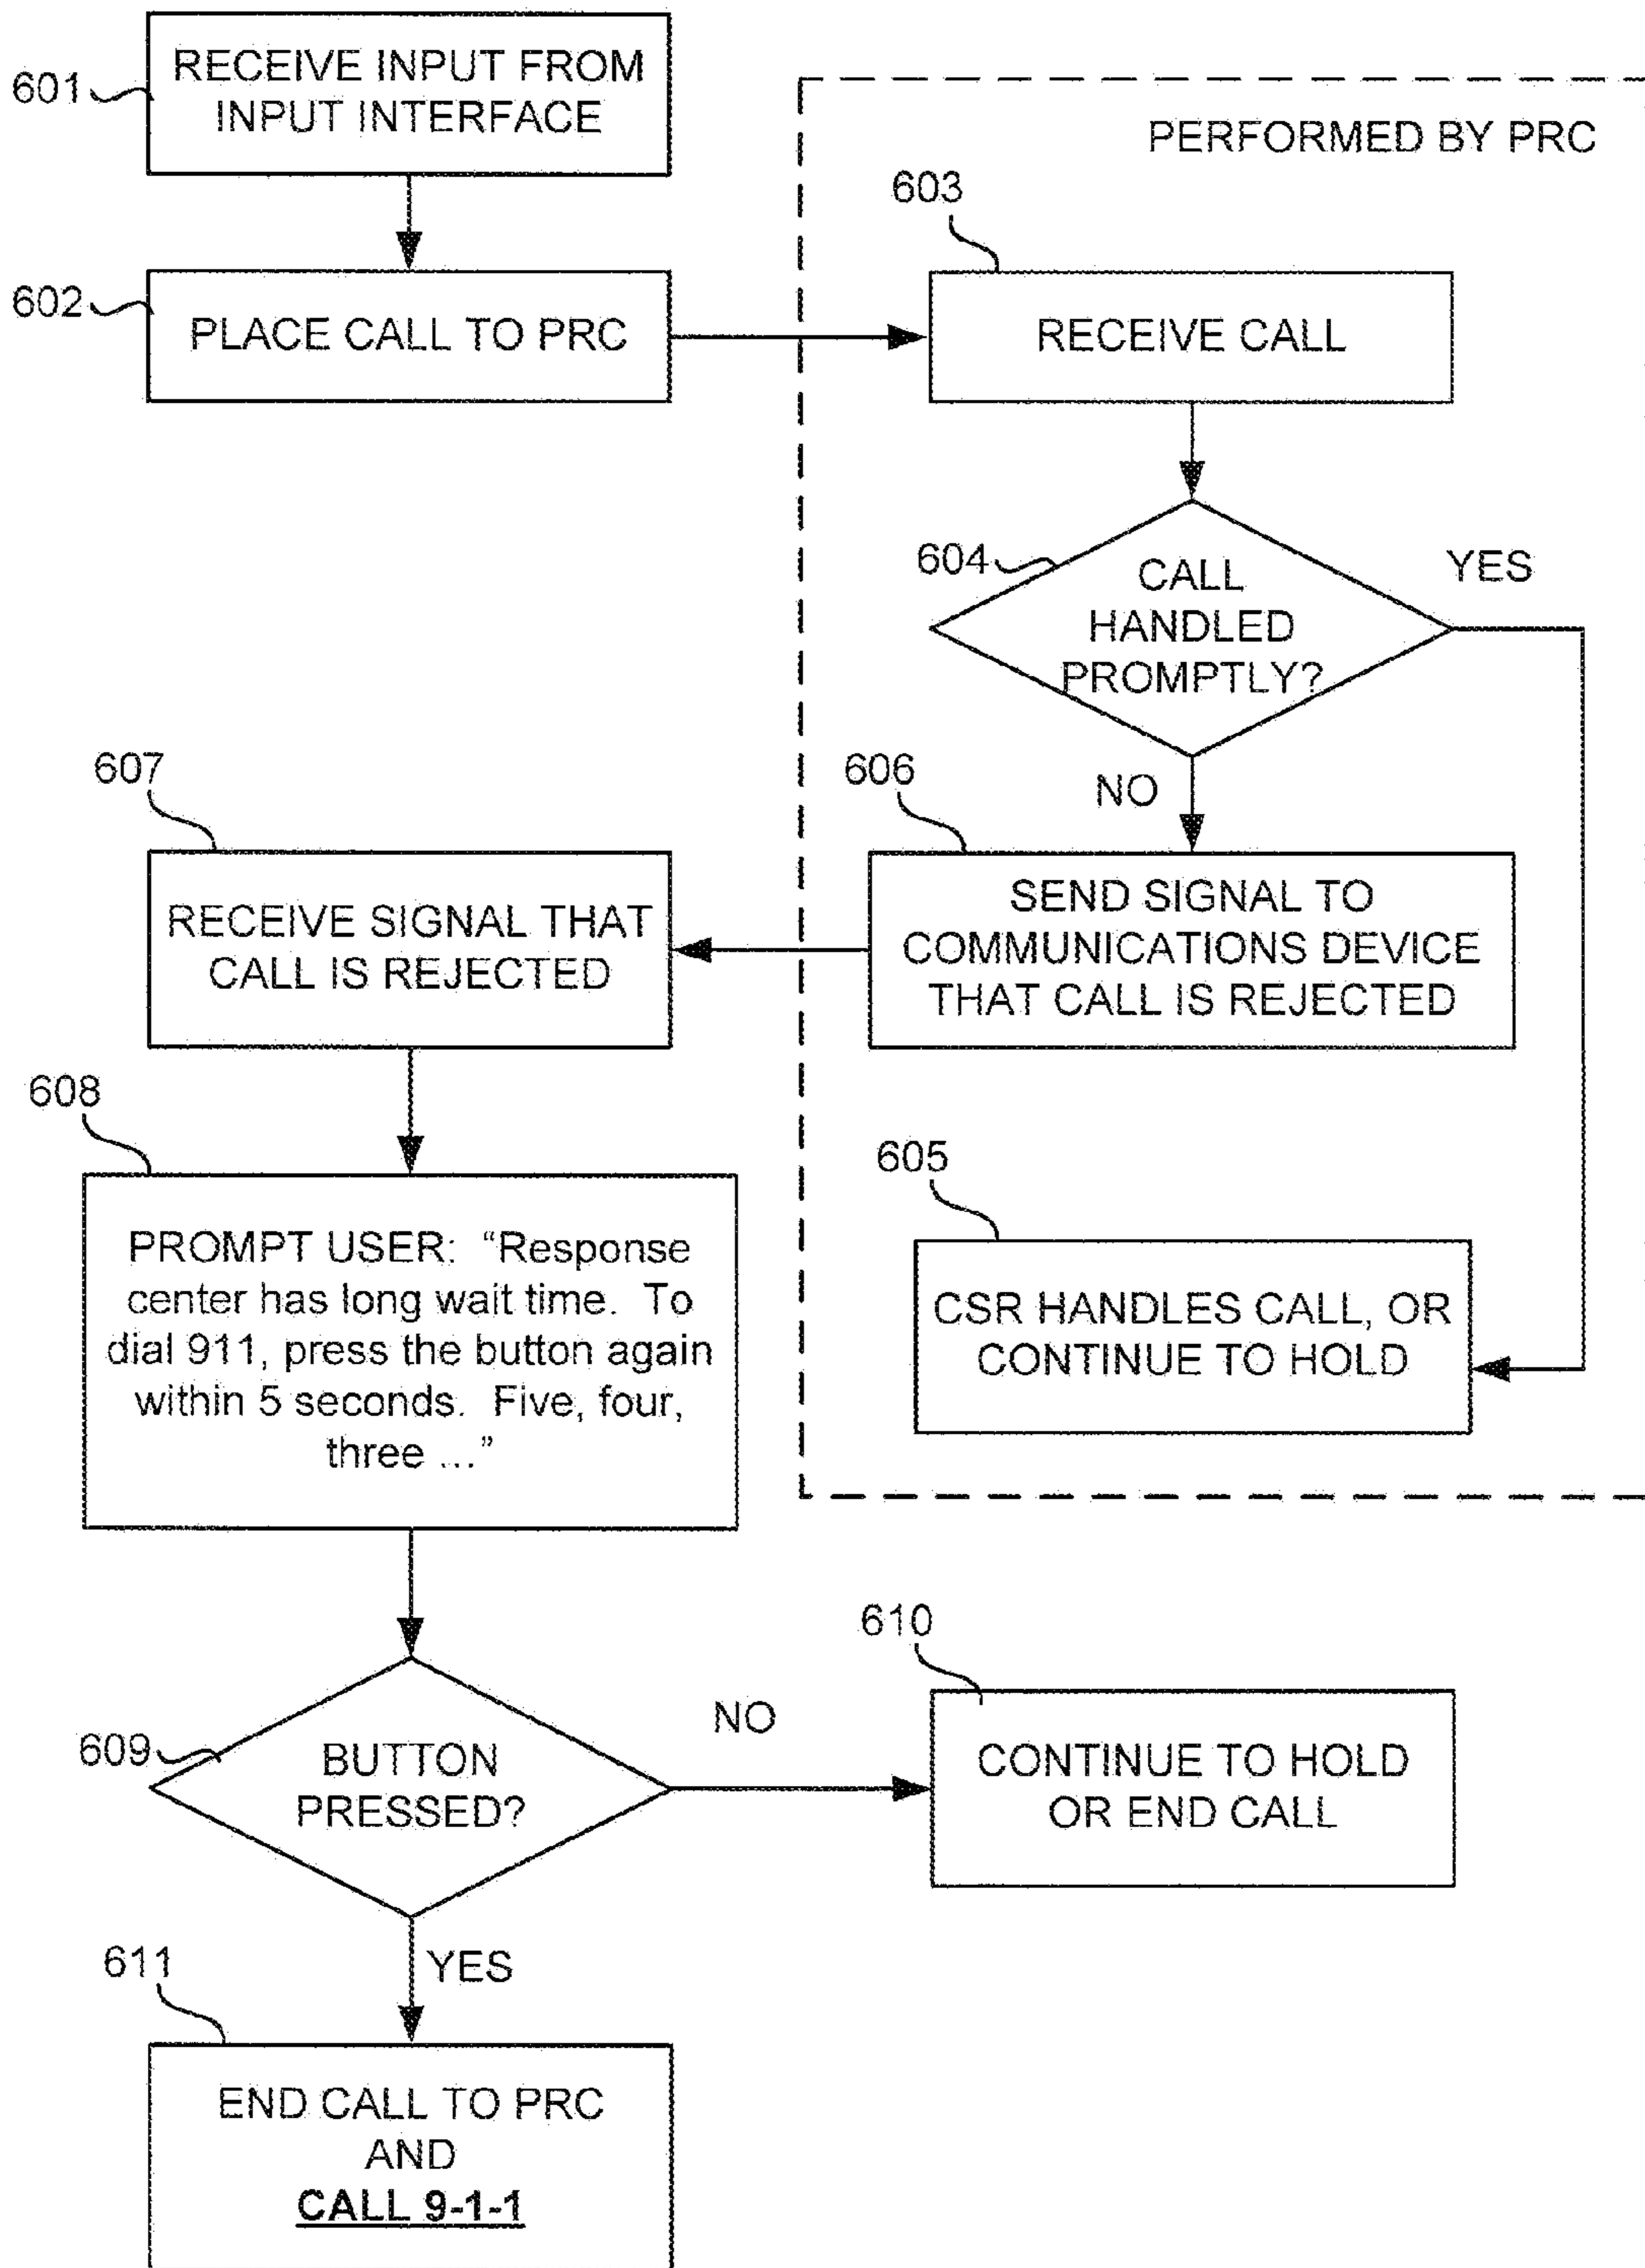 601
RECEIVE INPUT FROM
INPUT INTERFACE
PERFORMED BY PRC
602
PLACE CALL TO PRC
603
RECEIVE CALL
604
CALL
HANDLED
PROMPTLY?
YES
NO
607
RECEIVE SIGNAL THAT
CALL IS REJECTED
606
SEND SIGNAL TO
COMMUNICATIONS DEVICE
THAT CALL IS REJECTED
608
PROMPT USER: “Response
center has long wait time. To
dial 911, press the button again
within 5 seconds. Five, four,
three ...”
605
CSR HANDLES CALL, OR
CONTINUE TO HOLD
609
BUTTON
PRESSED?
NO
610
CONTINUE TO HOLD
OR END CALL
YES
611
END CALL TO PRC
AND
CALL 9-1-1